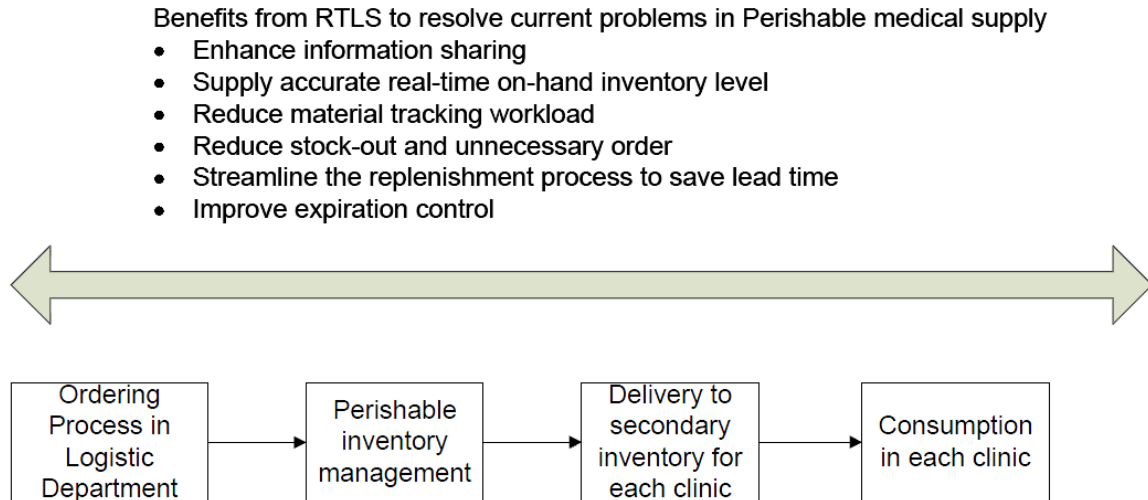 Benefits from RTLS to resolve current problems in Perishable medical supply
• Enhance information sharing
• Supply accurate real-time on-hand inventory level
• Reduce material tracking workload
• Reduce stock-out and unnecessary order
• Streamline the replenishment process to save lead time
• Improve expiration control
Ordering
Process in
Logistic
Department
Perishable
inventory
management
Delivery to
secondary
inventory for
each clinic
Consumption
in each clinic